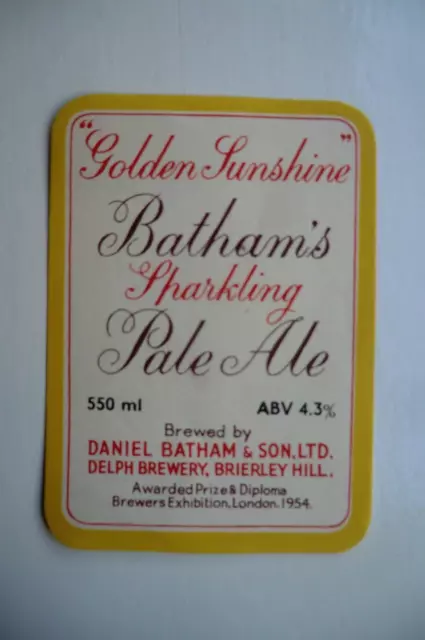 "Golden Sunshine"
Batham's
Sparkling
Pale Ale
550 ml ABV 4.3%
Brewed by
DANIEL BATHAM & SON, LTD.
DELPH BREWERY, BRIERLEY HILL.
Awarded Prize & Diploma
Brewers Exhibition, London. 1954.